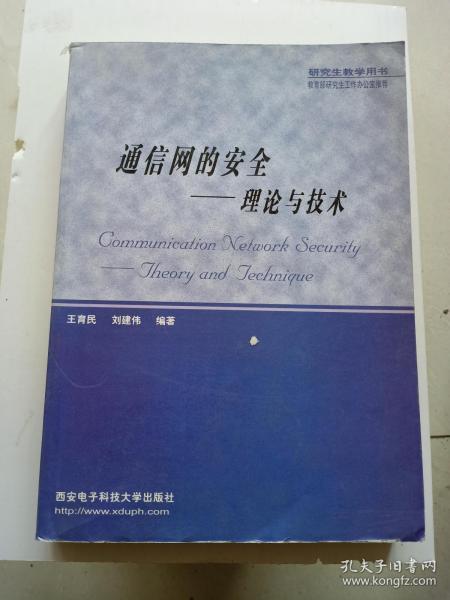 研究生教学用书
教育部研究生工作办公室推荐
通信网的安全
——理论与技术
Communication Network Security
——Theory and Technique
王育民 刘建伟 编著
西安电子科技大学出版社
http://www.xduph.com
孔夫子旧书网
www.kongfz.com